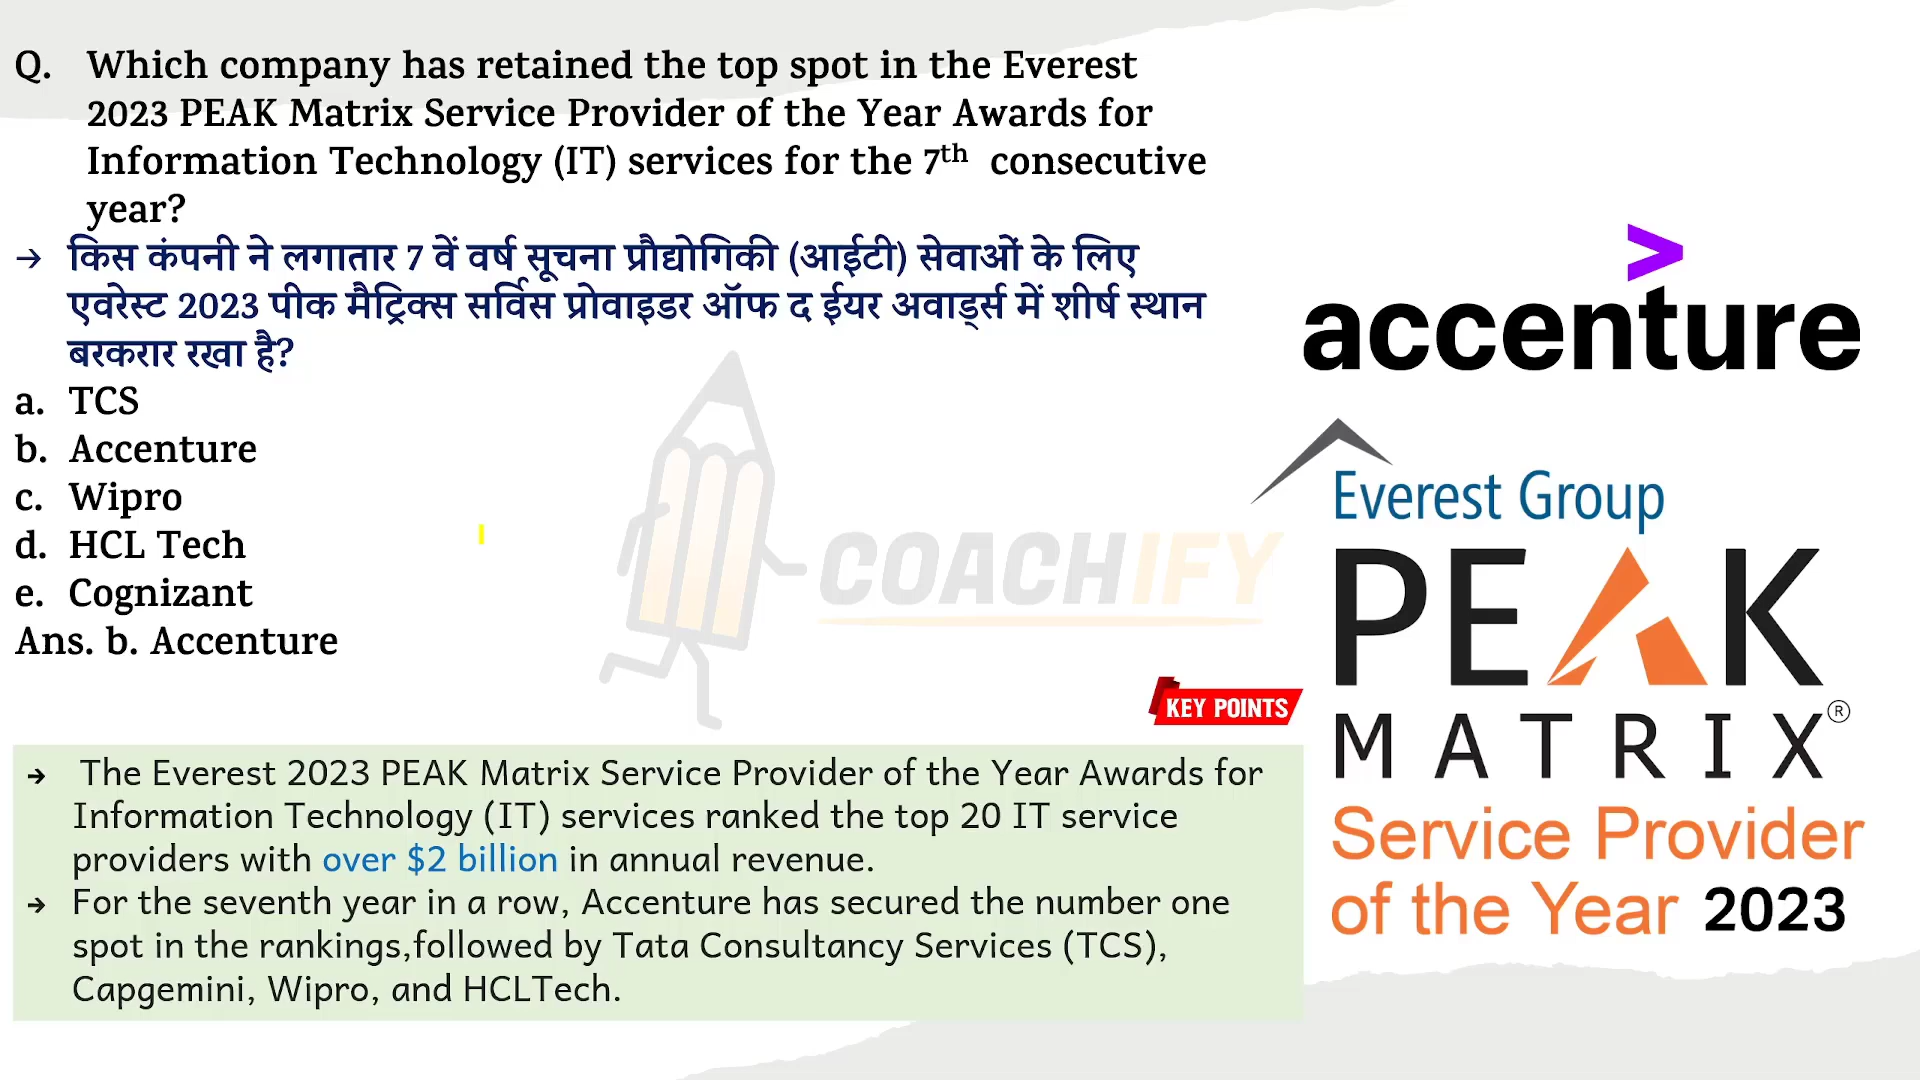 Q. Which company has retained the top spot in the Everest
2023 PEAK Matrix Service Provider of the Year Awards for
Information Technology (IT) services for the 7th consecutive
year?
→ किस कंपनी ने लगातार 7 वें वर्ष सूचना प्रौद्योगिकी (आईटी) सेवाओं के लिए
एवरेस्ट 2023 पीक मैट्रिक्स सर्विस प्रोवाइडर ऑफ द ईयर अवार्ड्स में शीर्ष स्थान
बरकरार रखा है?
a. TCS
b. Accenture
c. Wipro
d. HCL Tech
e. Cognizant
Ans. b. Accenture
COACHIFY
KEY POINTS
→ The Everest 2023 PEAK Matrix Service Provider of the Year Awards for
Information Technology (IT) services ranked the top 20 IT service
providers with over $2 billion in annual revenue.
→ For the seventh year in a row, Accenture has secured the number one
spot in the rankings,followed by Tata Consultancy Services (TCS),
Capgemini, Wipro, and HCLTech.
accenture
Everest Group
PEAK
MATRIX®
Service Provider
of the Year 2023